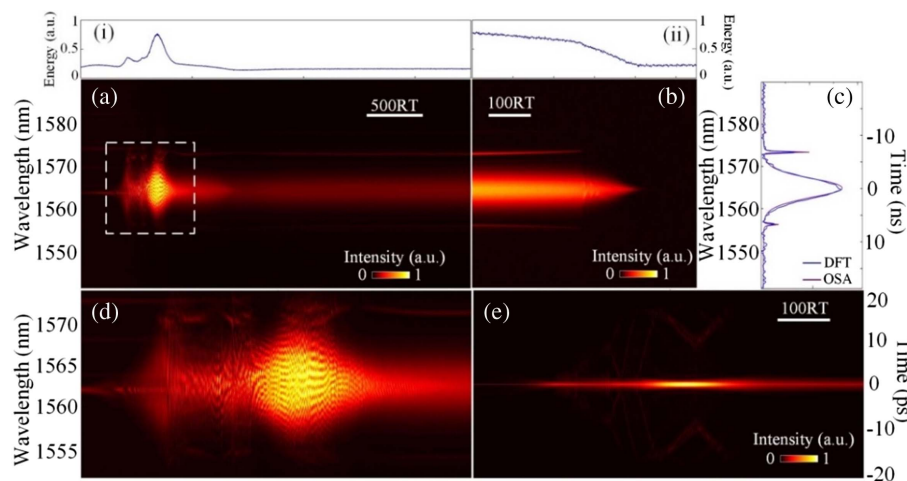 1
0.5
0
Energy (a.u.)
(i)
(ii)
1
0.5
0
Energy (a.u.)
Wavelength (nm)
1580
1570
1560
1550
(a)
500RT
Intensity (a.u.)
0 1
100RT
(b)
Intensity (a.u.)
0 1
(c)
Wavelength (nm)
1580
1570
1560
1550
-10
0
10
Time (ns)
DFT
OSA
Wavelength (nm)
1570
1565
1560
1555
(d)
(e)
100RT
Intensity (a.u.)
0 1
20
10
0
-10
-20
Time (ps)